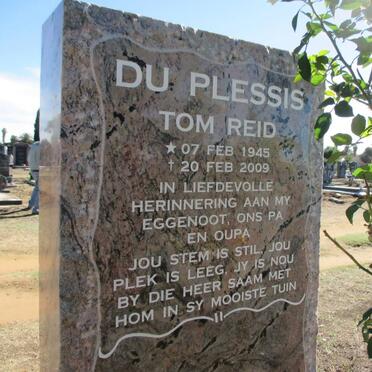 DU PLESSIS
TOM REID
★ 07 FEB 1945
† 20 FEB 2009
IN LIEFDEVOLLE
HERINNERING AAN MY
EGGENOOT, ONS PA
EN OUPA
JOU STEM IS STIL, JOU
PLEK IS LEEG, JY IS NOU
BY DIE HEER SAAM MET
HOM IN SY MOOISTE TUIN